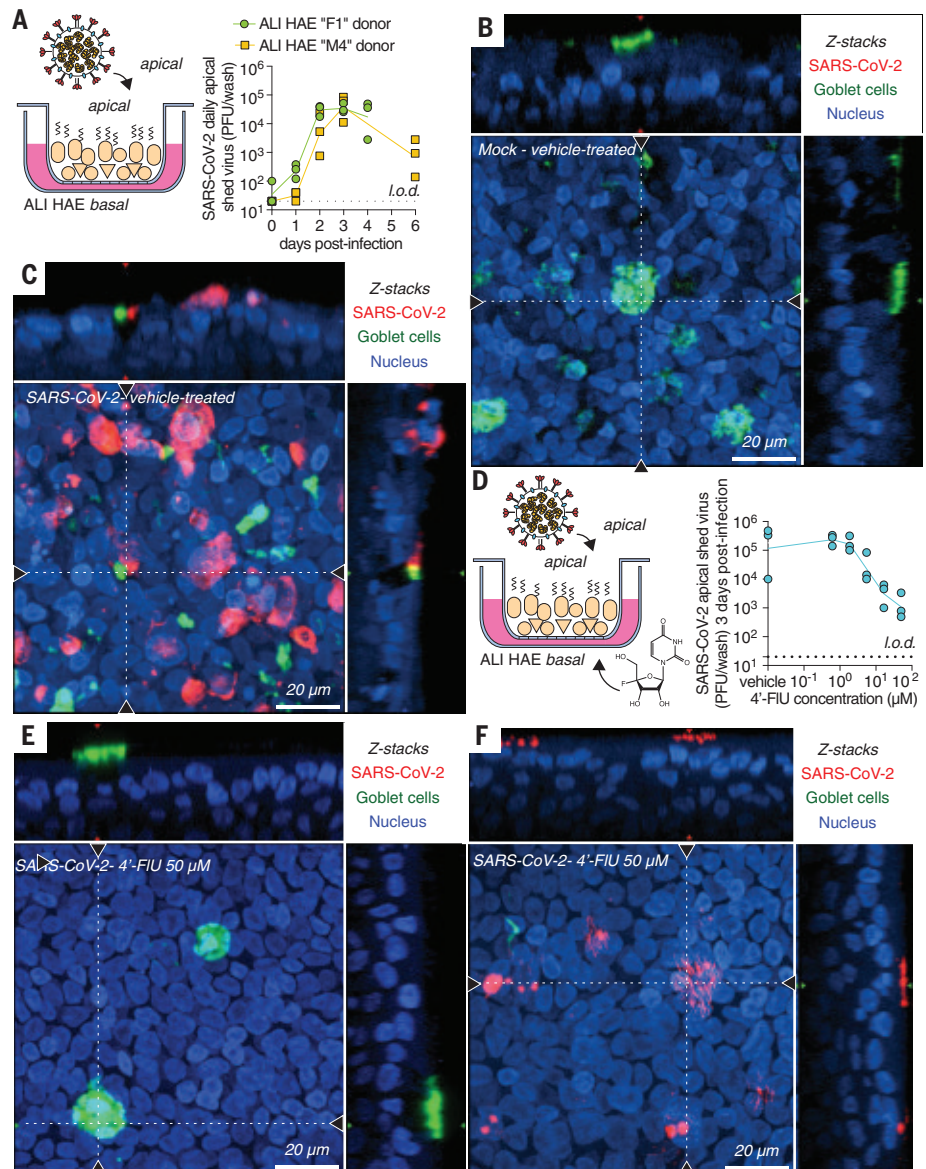 A
ALI HAE "F1" donor
ALI HAE "M4" donor
apical
apical
ALI HAE basal
SARS-CoV-2 daily apical
shed virus (PFU/wash)
10^5
10^4
10^3
10^2
10^1
l.o.d.
0 1 2 3 4 5 6
days post-infection
B
Z-stacks
SARS-CoV-2
Goblet cells
Nucleus
Mock - vehicle-treated
20 µm
C
Z-stacks
SARS-CoV-2
Goblet cells
Nucleus
SARS-CoV-2- vehicle-treated
20 µm
D
apical
apical
ALI HAE basal
O
NH
N
O
HO
O
F
HO
OH
SARS-CoV-2 apical shed virus
(PFU/wash) 3 days post-infection
10^6
10^5
10^4
10^3
10^2
10^1
l.o.d.
vehicle 10^-1 10^0 10^1 10^2
4'-FlU concentration (µM)
E
Z-stacks
SARS-CoV-2
Goblet cells
Nucleus
SARS-CoV-2- 4'-FlU 50 µM
20 µm
F
Z-stacks
SARS-CoV-2
Goblet cells
Nucleus
SARS-CoV-2- 4'-FlU 50 µM
20 µm